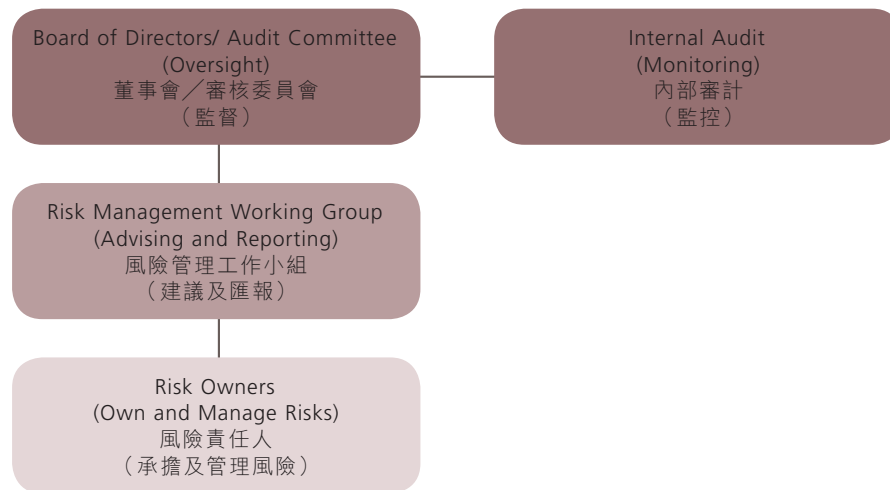 Board of Directors/ Audit Committee
(Oversight)
董事會／審核委員會
（監督）
Internal Audit
(Monitoring)
內部審計
（監控）
Risk Management Working Group
(Advising and Reporting)
風險管理工作小組
（建議及匯報）
Risk Owners
(Own and Manage Risks)
風險責任人
（承擔及管理風險）